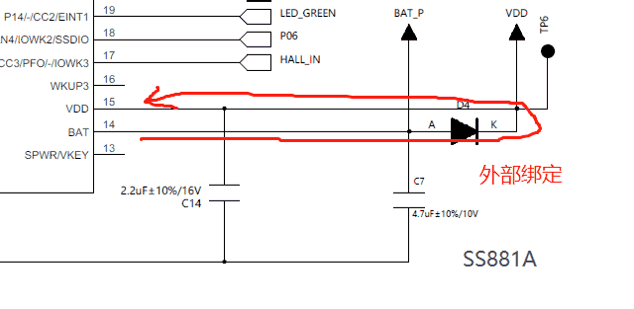 P14/-/CC2/EINT1 19 LED_GREEN
N4/IOWK2/SSDIO 18 P06
CC3/PFO/-/IOWK3 17 HALL_IN
WKUP3 16
VDD 15
BAT 14
SPWR/VKEY 13
BAT_P
VDD
TP6
D4
A
K
外部绑定
2.2uF±10%/16V
C14
C7
4.7uF±10%/10V
SS881A